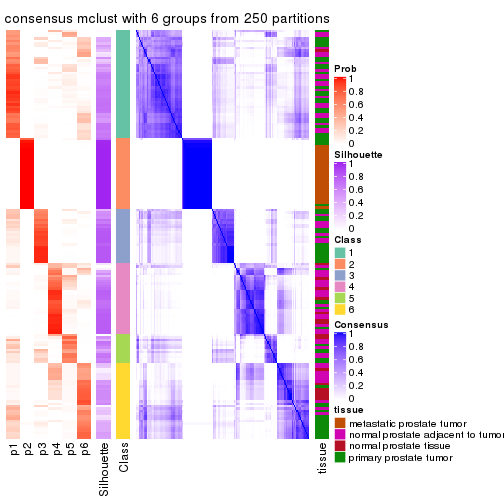 consensus mclust with 6 groups from 250 partitions
Prob
1
0.8
0.6
0.4
0.2
0
Silhouette
1
0.8
0.6
0.4
0.2
0
Class
1
2
3
4
5
6
Consensus
1
0.8
0.6
0.4
0.2
0
tissue
metastatic prostate tumor
normal prostate adjacent to tumor
normal prostate tissue
primary prostate tumor
p1
p2
p3
p4
p5
p6
Silhouette
Class
tissue